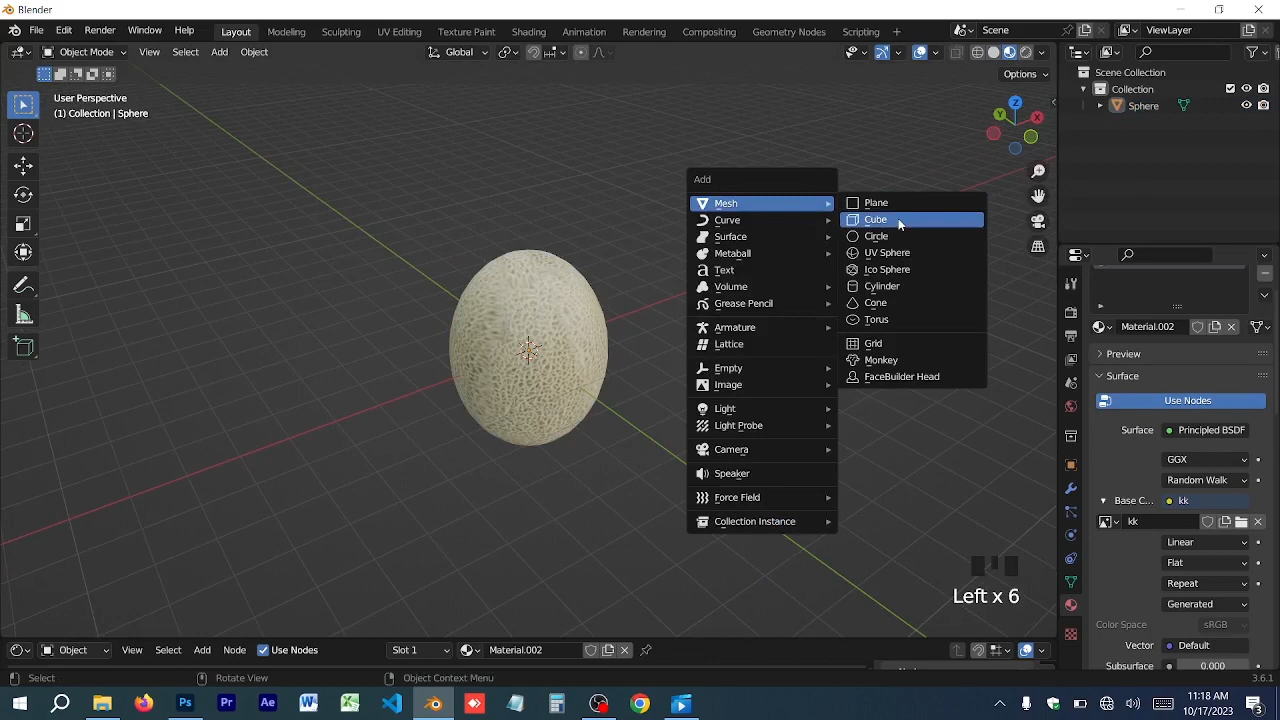 Blender
File Edit Render Window Help Layout Modeling Sculpting UV Editing Texture Paint Shading Animation Rendering Compositing Geometry Nodes Scripting + Scene ViewLayer
Object Mode View Select Add Object Global
Options
User Perspective
(1) Collection | Sphere
Z
Y
X
Scene Collection
Collection
Sphere
Add
Mesh
Curve
Surface
Metaball
Text
Volume
Grease Pencil
Armature
Lattice
Empty
Image
Light
Light Probe
Camera
Speaker
Force Field
Collection Instance
Plane
Cube
Circle
UV Sphere
Ico Sphere
Cylinder
Cone
Torus
Grid
Monkey
FaceBuilder Head
Material.002
Preview
Surface
Use Nodes
Surface Principled BSDF
GGX
Random Walk
Base C... kk
kk
Linear
Flat
Repeat
Generated
Color Space sRGB
Vector Default
Subsurface 0.000
Left x 6
Object View Select Add Node Use Nodes Slot 1 Material.002
Select Rotate View Object Context Menu 3.6.1
Ps Pr Ae W 11:18 AM
10/17/2023 3